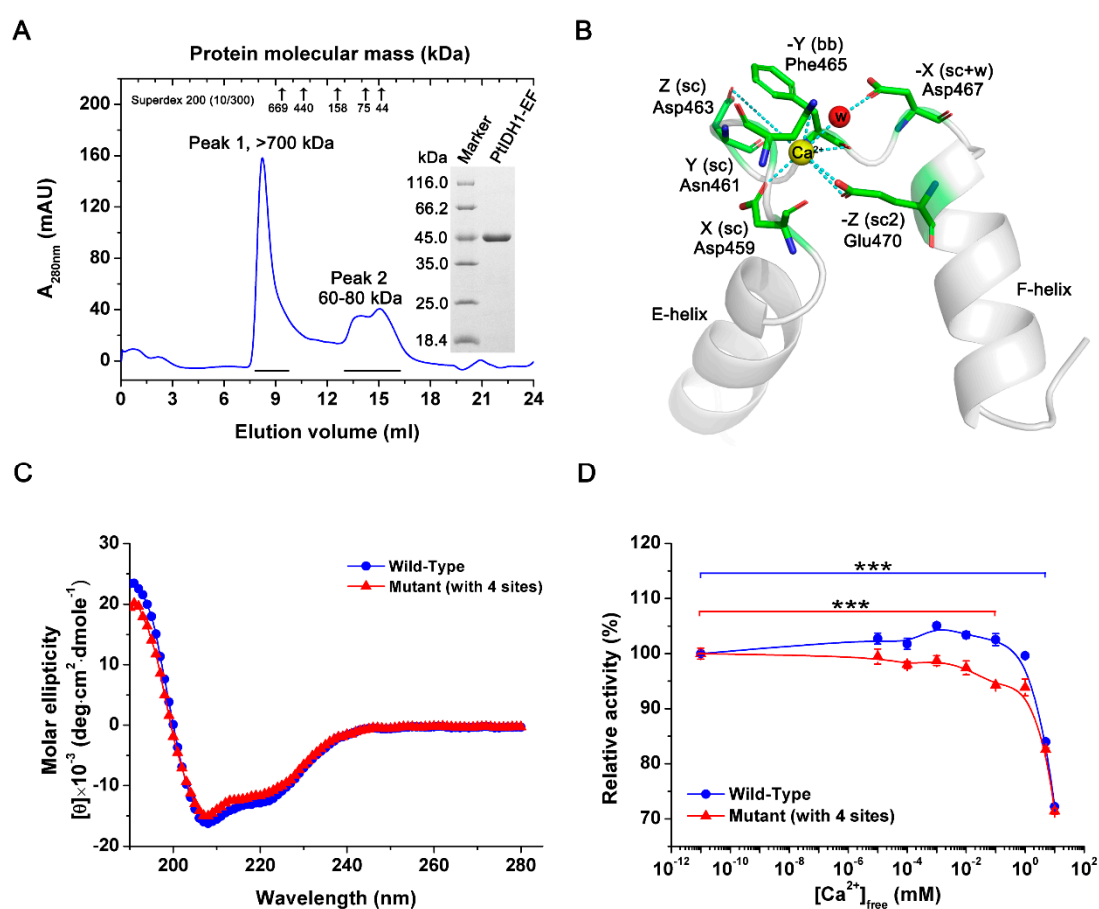 A
Protein molecular mass (kDa)
Superdex 200 (10/300)
669 440 158 75 44
Peak 1, >700 kDa
Peak 2
60-80 kDa
kDa
Marker
PtIDH1-EF
116.0
66.2
45.0
35.0
25.0
18.4
200
160
120
80
40
0
A280nm (mAU)
0 3 6 9 12 15 18 21 24
Elution volume (ml)
B
-Y (bb)
Phe465
-X (sc+w)
Asp467
Z (sc)
Asp463
W
Ca2+
Y (sc)
Asn461
X (sc)
Asp459
-Z (sc2)
Glu470
E-helix
F-helix
C
30
20
10
0
-10
-20
Molar ellipticity
[θ]×10-3 (deg·cm2·dmole-1)
Wild-Type
Mutant (with 4 sites)
200 220 240 260 280
Wavelength (nm)
D
120
110
100
90
80
70
Relative activity (%)
***
***
Wild-Type
Mutant (with 4 sites)
10-12 10-10 10-8 10-6 10-4 10-2 100 102
[Ca2+]free (mM)